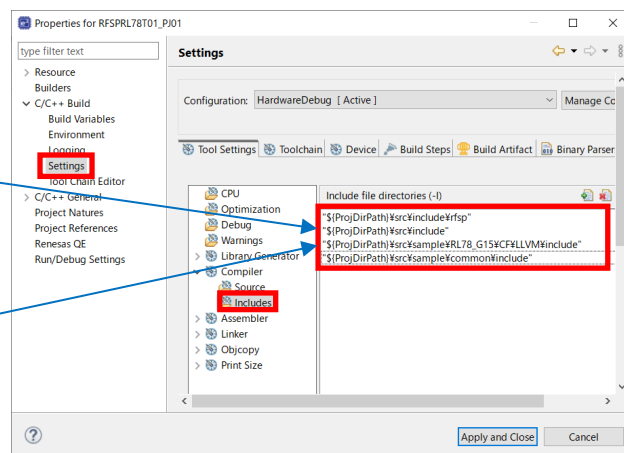 Properties for RFSPRL78T01_PJ01
type filter text
Settings
Resource
Builders
C/C++ Build
Build Variables
Environment
Logging
Settings
Tool Chain Editor
C/C++ General
Project Natures
Project References
Renesas QE
Run/Debug Settings
Configuration: HardwareDebug [ Active ]
Manage Co
Tool Settings Toolchain Device Build Steps Build Artifact Binary Parser
CPU
Optimization
Debug
Warnings
Library Generator
Compiler
Source
Includes
Assembler
Linker
Objcopy
Print Size
Include file directories (-I)
"${ProjDirPath}¥src¥include¥rfsp"
"${ProjDirPath}¥src¥include"
"${ProjDirPath}¥src¥sample¥RL78_G15¥CF¥LLVM¥include"
"${ProjDirPath}¥src¥sample¥common¥include"
Apply and Close
Cancel